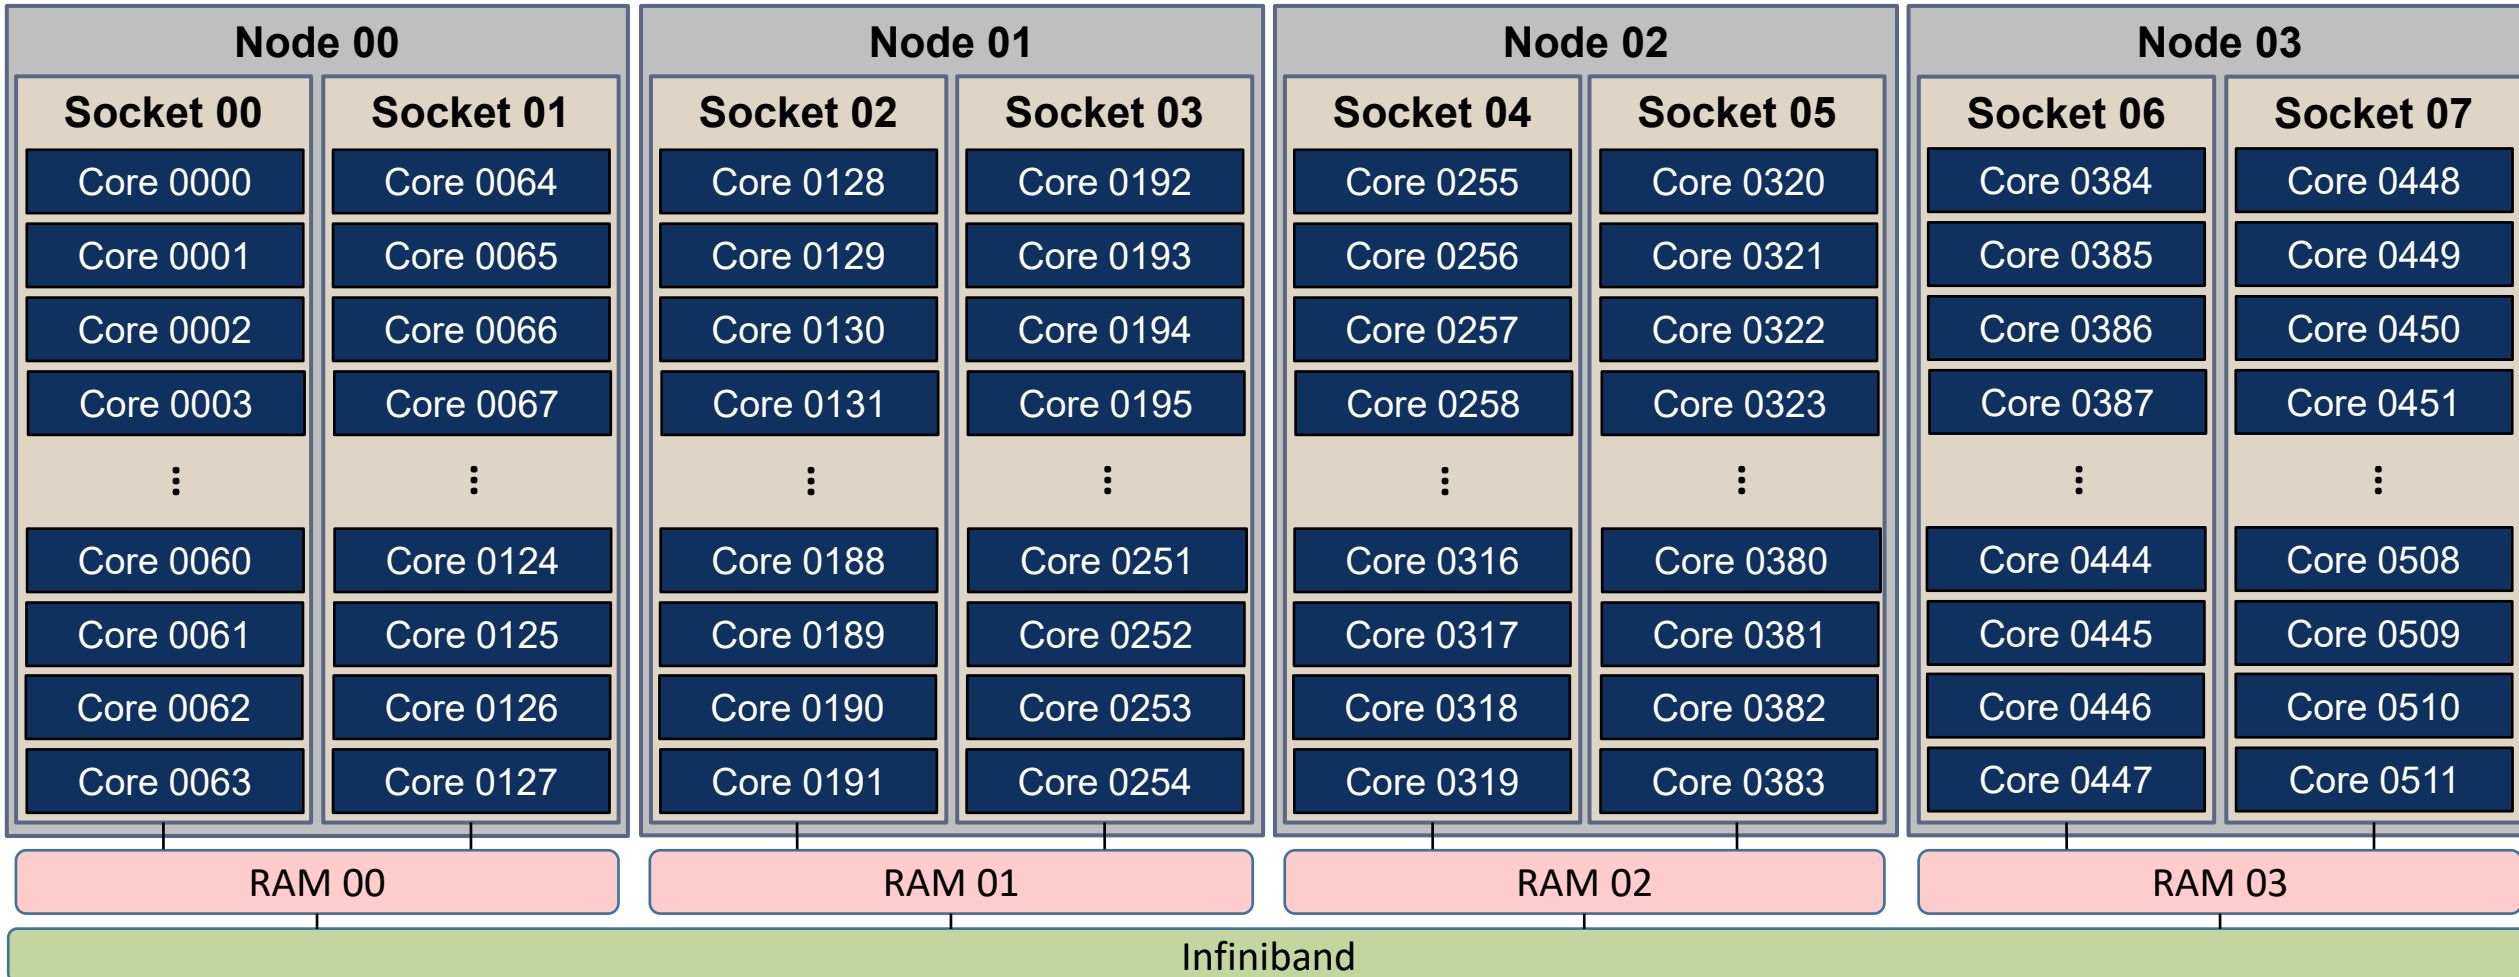 Node 00
Socket 00
Core 0000
Core 0001
Core 0002
Core 0003
⋮
Core 0060
Core 0061
Core 0062
Core 0063
Socket 01
Core 0064
Core 0065
Core 0066
Core 0067
⋮
Core 0124
Core 0125
Core 0126
Core 0127
RAM 00
Node 01
Socket 02
Core 0128
Core 0129
Core 0130
Core 0131
⋮
Core 0188
Core 0189
Core 0190
Core 0191
Socket 03
Core 0192
Core 0193
Core 0194
Core 0195
⋮
Core 0251
Core 0252
Core 0253
Core 0254
RAM 01
Node 02
Socket 04
Core 0255
Core 0256
Core 0257
Core 0258
⋮
Core 0316
Core 0317
Core 0318
Core 0319
Socket 05
Core 0320
Core 0321
Core 0322
Core 0323
⋮
Core 0380
Core 0381
Core 0382
Core 0383
RAM 02
Node 03
Socket 06
Core 0384
Core 0385
Core 0386
Core 0387
⋮
Core 0444
Core 0445
Core 0446
Core 0447
Socket 07
Core 0448
Core 0449
Core 0450
Core 0451
⋮
Core 0508
Core 0509
Core 0510
Core 0511
RAM 03
Infiniband